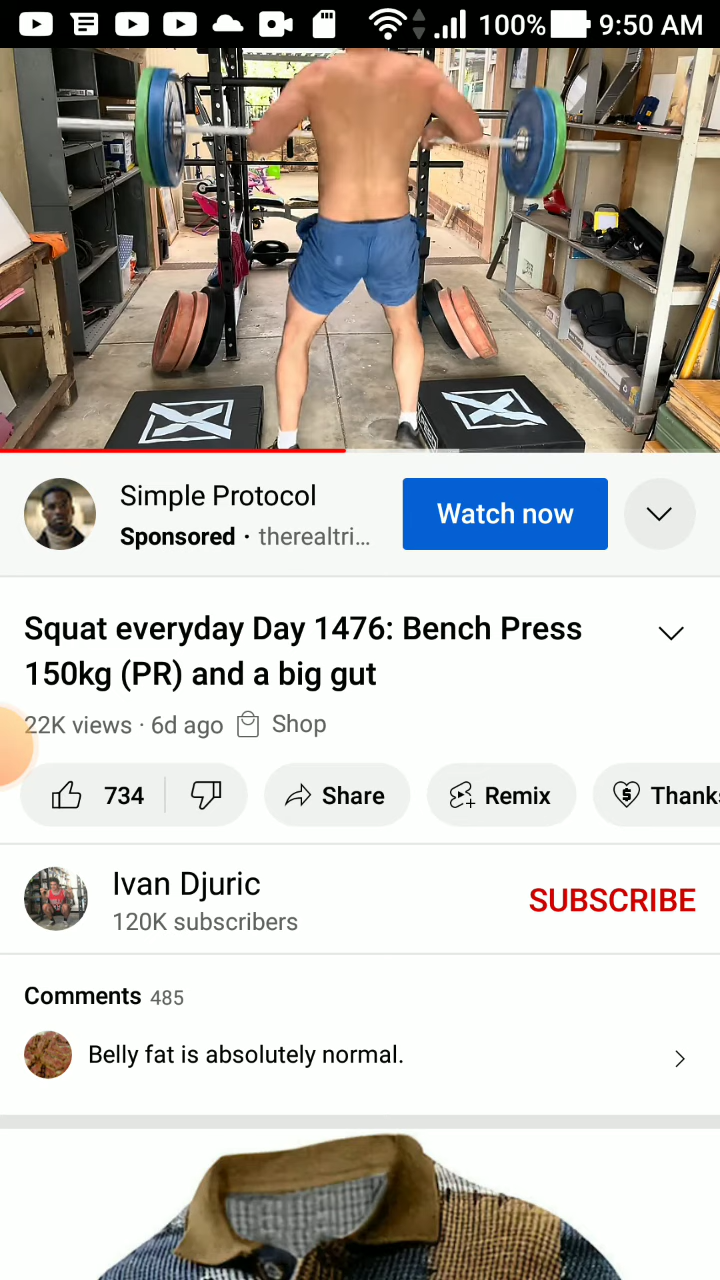 100% 9:50 AM
Simple Protocol
Sponsored · therealtri...
Watch now
Squat everyday Day 1476: Bench Press
150kg (PR) and a big gut
22K views · 6d ago Shop
734 Share Remix Thanks
Ivan Djuric
120K subscribers
SUBSCRIBE
Comments 485
Belly fat is absolutely normal.